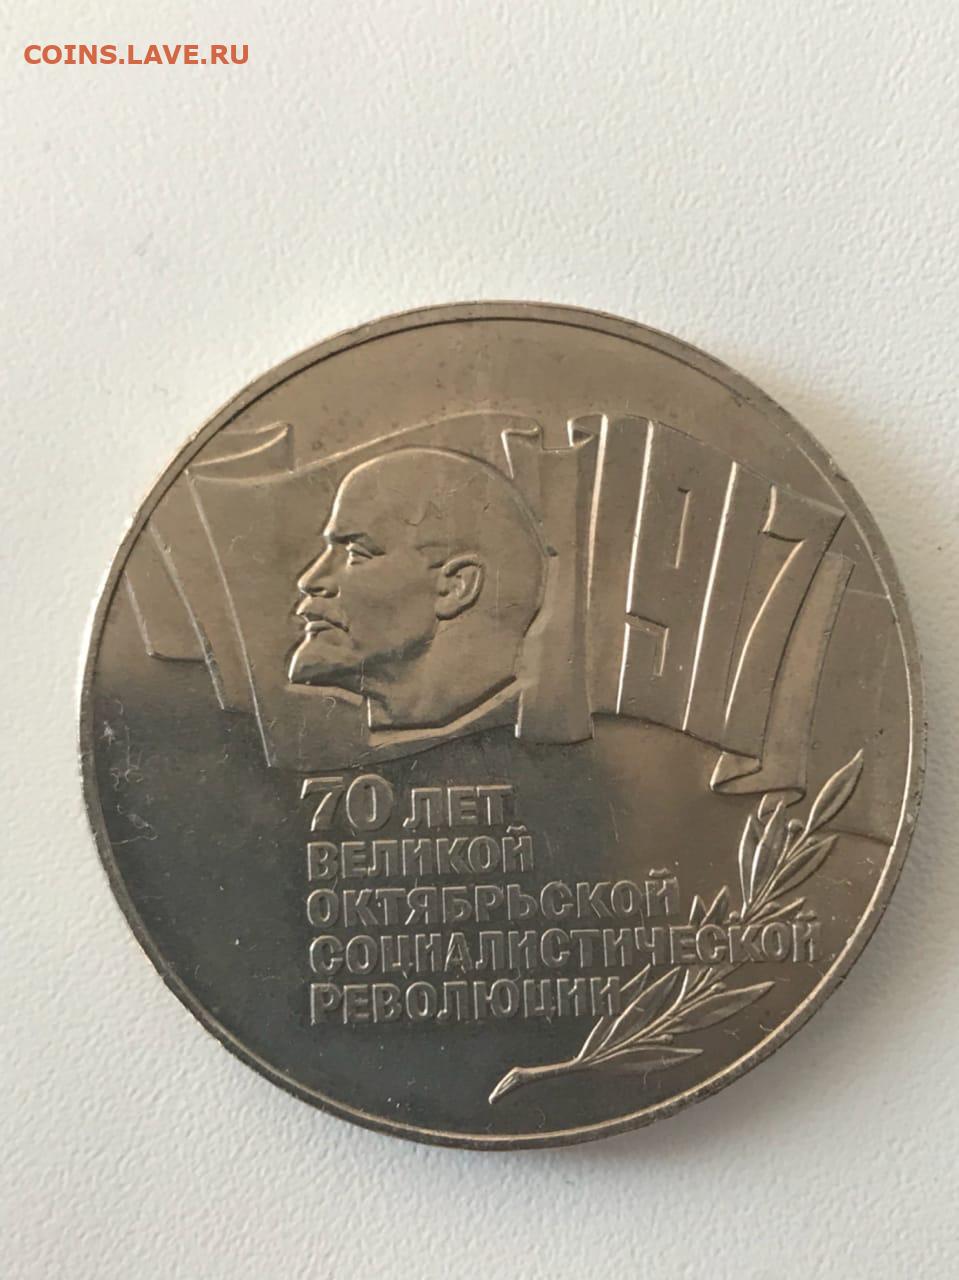 COINS.LAVE.RU
1917
70 ЛЕТ
ВЕЛИКОЙ
ОКТЯБРЬСКОЙ
СОЦИАЛИСТИЧЕСКОЙ
РЕВОЛЮЦИИ